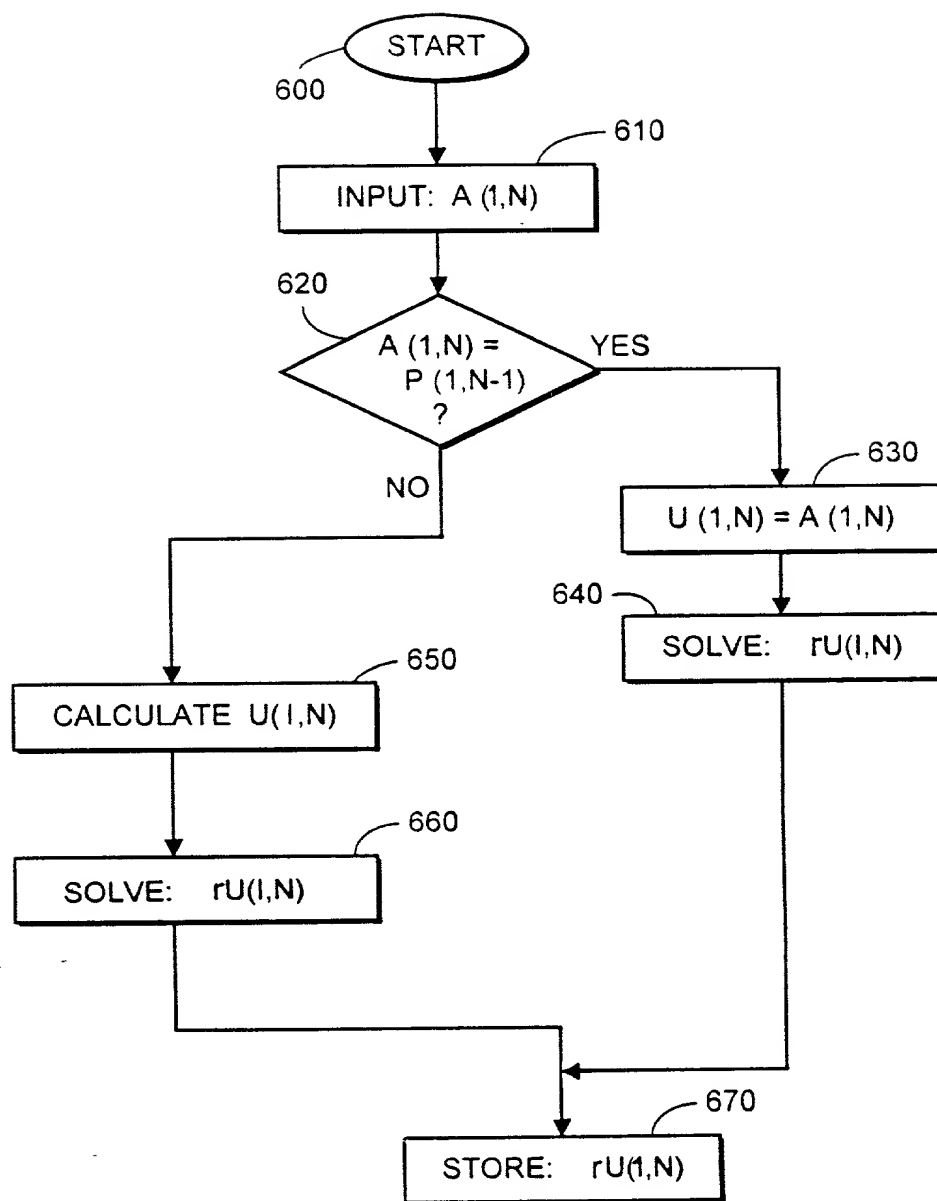 START
600
610
INPUT: A (1,N)
620
A (1,N) =
P (1,N-1)
?
YES
NO
630
U (1,N) = A (1,N)
640
SOLVE: rU(I,N)
650
CALCULATE U( I,N)
660
SOLVE: rU(I,N)
670
STORE: rU(1,N)